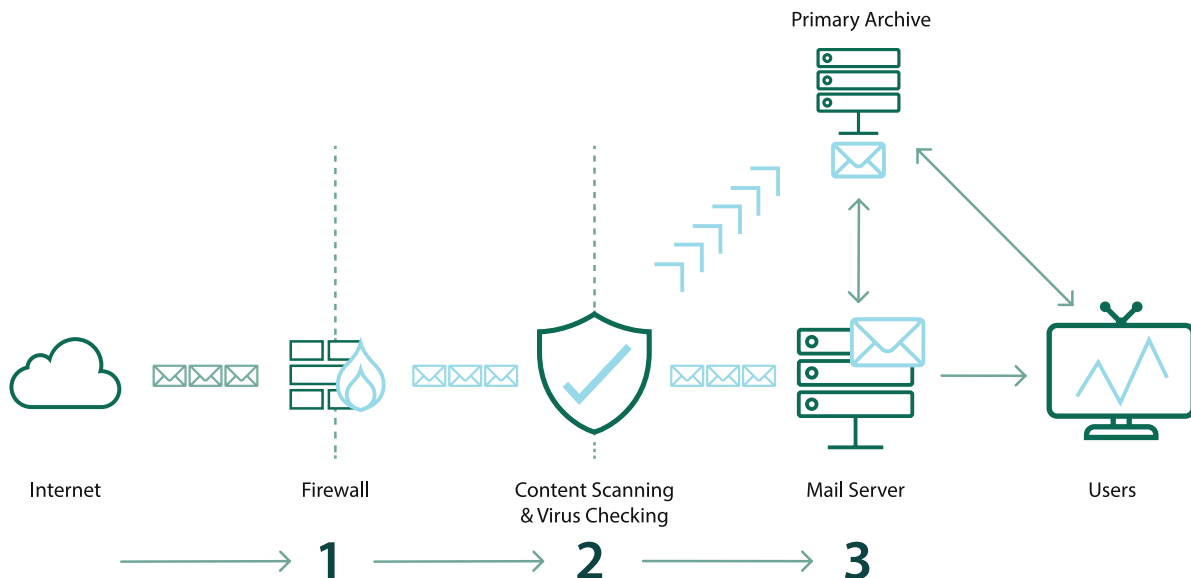 Primary Archive
Internet
Firewall
Content Scanning
& Virus Checking
Mail Server
Users
1
2
3